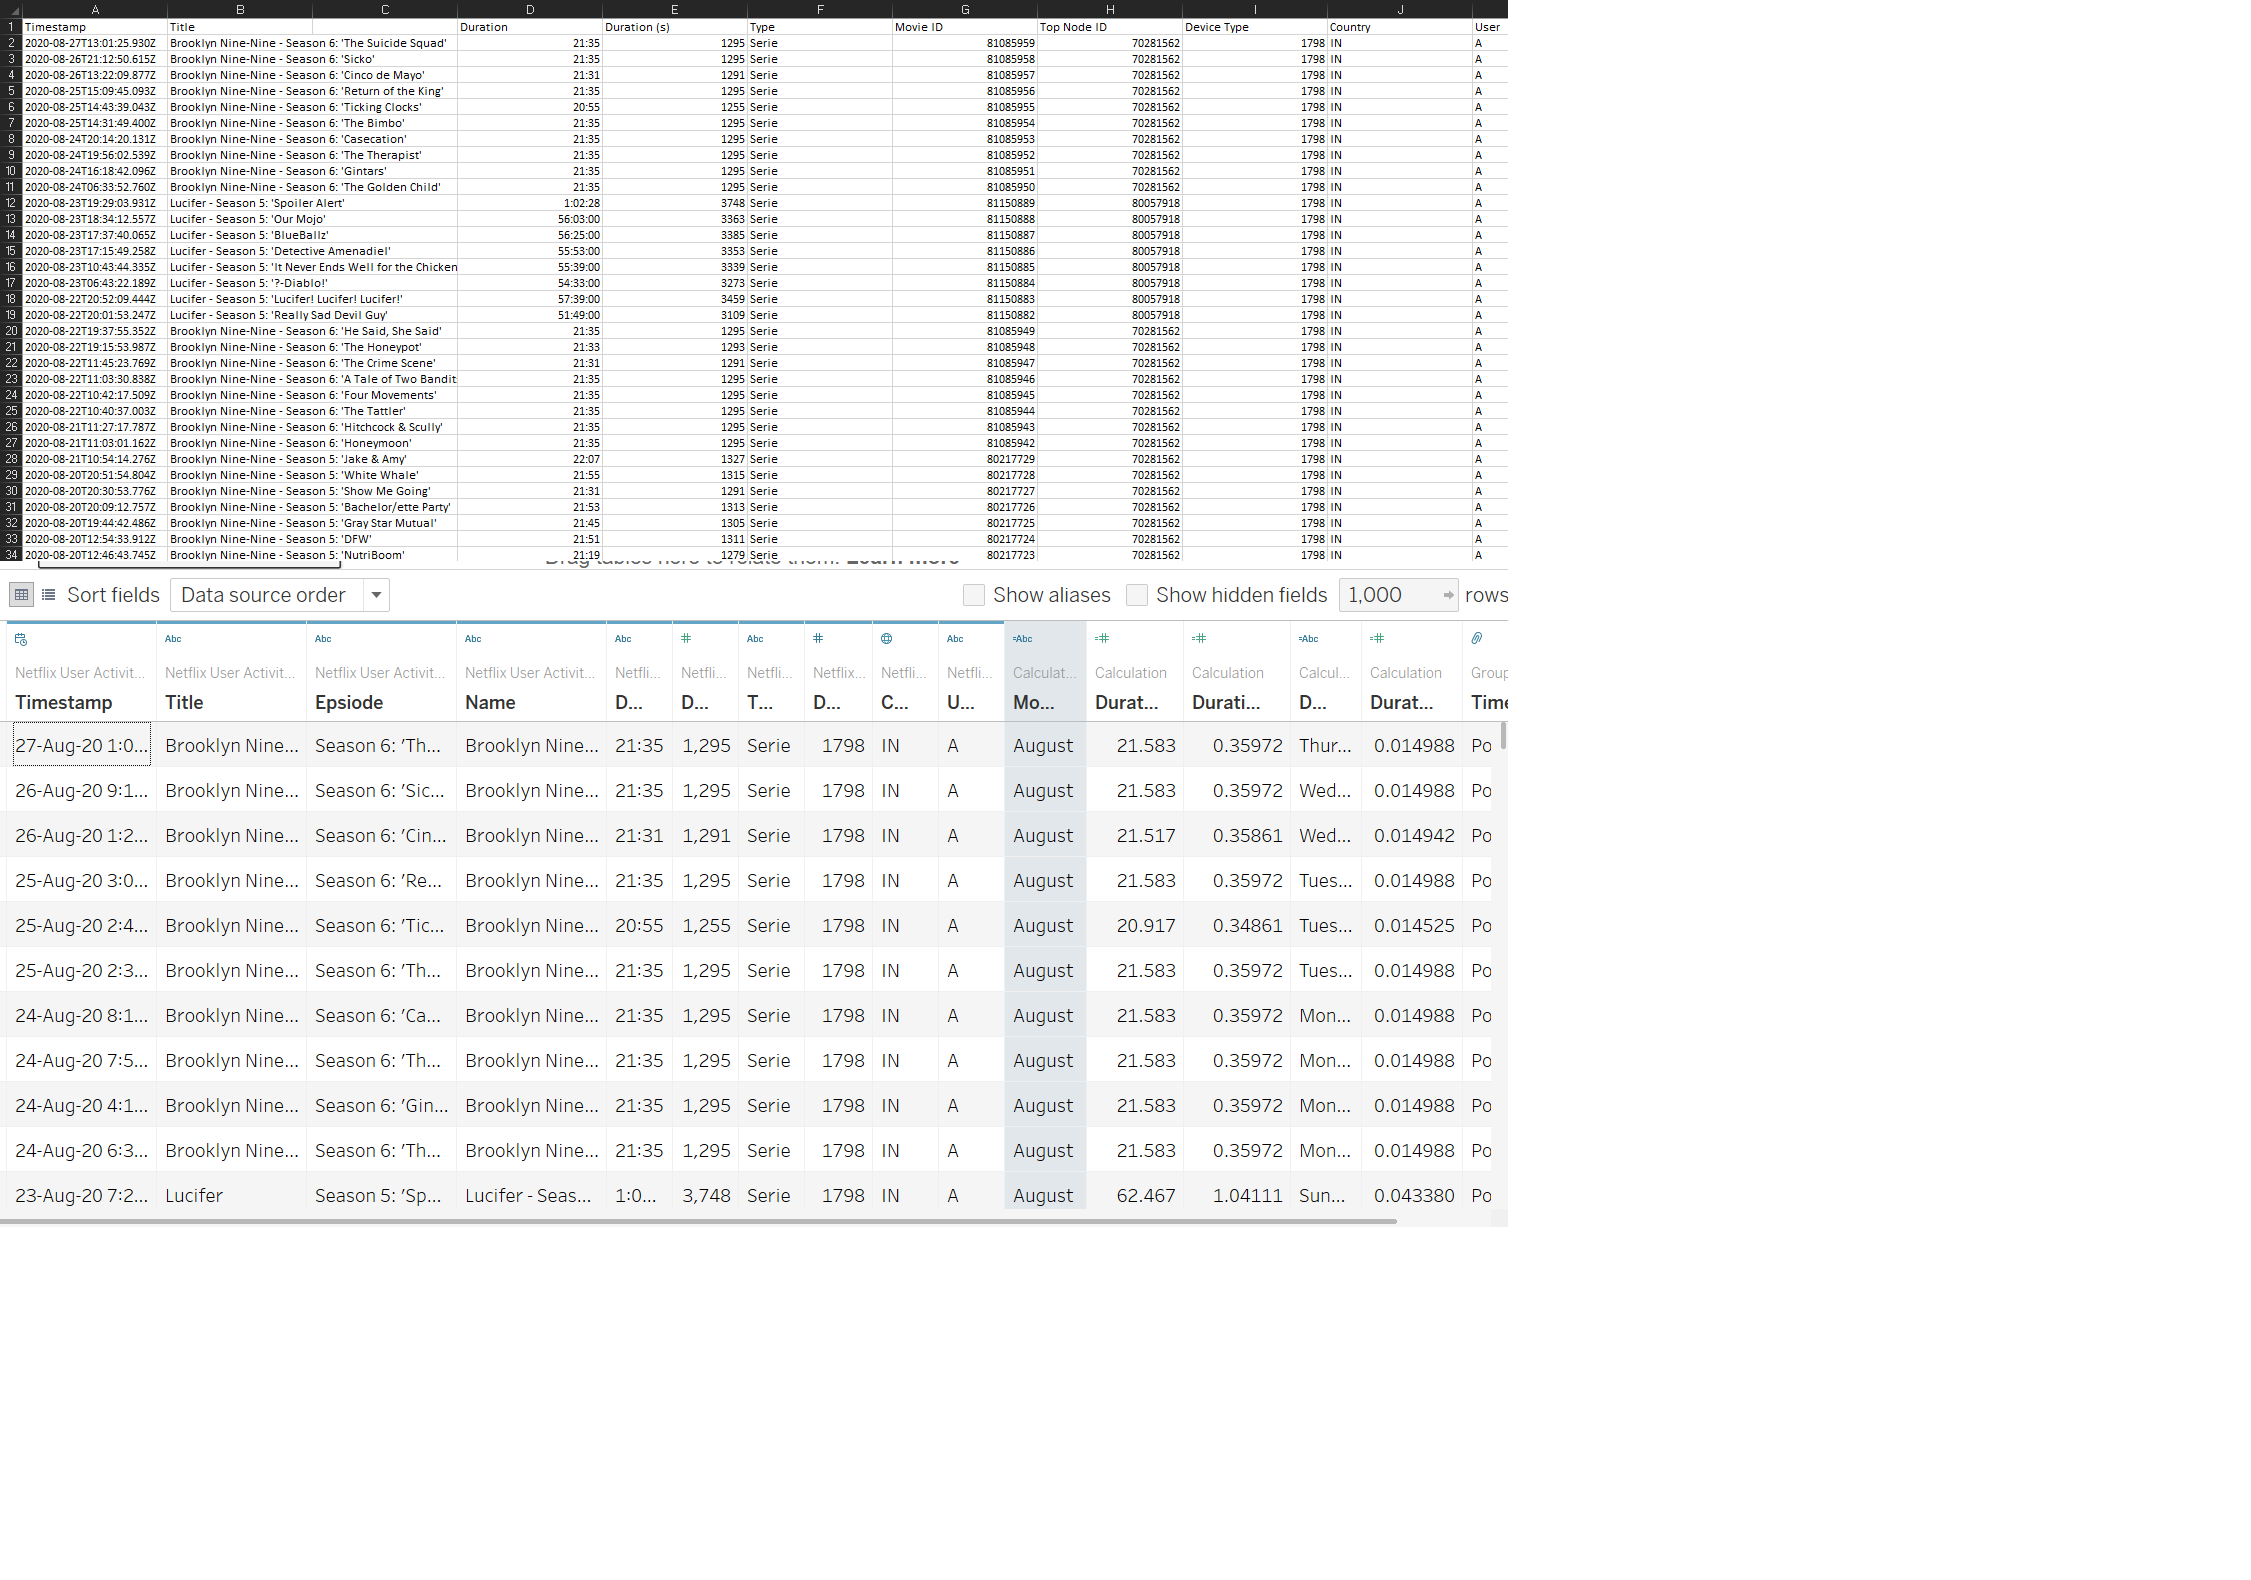 A B C D E F G H I J
1 Timestamp Title Duration Duration (s) Type Movie ID Top Node ID Device Type Country User
2 2020-08-27T13:01:25.930Z Brooklyn Nine-Nine - Season 6: 'The Suicide Squad' 21:35 1295 Serie 81085959 70281562 1798 IN A
3 2020-08-26T21:12:50.615Z Brooklyn Nine-Nine - Season 6: 'Sicko' 21:35 1295 Serie 81085958 70281562 1798 IN A
4 2020-08-26T13:22:09.877Z Brooklyn Nine-Nine - Season 6: 'Cinco de Mayo' 21:31 1291 Serie 81085957 70281562 1798 IN A
5 2020-08-25T15:09:45.093Z Brooklyn Nine-Nine - Season 6: 'Return of the King' 21:35 1295 Serie 81085956 70281562 1798 IN A
6 2020-08-25T14:43:39.043Z Brooklyn Nine-Nine - Season 6: 'Ticking Clocks' 20:55 1255 Serie 81085955 70281562 1798 IN A
7 2020-08-25T14:31:49.400Z Brooklyn Nine-Nine - Season 6: 'The Bimbo' 21:35 1295 Serie 81085954 70281562 1798 IN A
8 2020-08-24T20:14:20.131Z Brooklyn Nine-Nine - Season 6: 'Casecation' 21:35 1295 Serie 81085953 70281562 1798 IN A
9 2020-08-24T19:56:02.539Z Brooklyn Nine-Nine - Season 6: 'The Therapist' 21:35 1295 Serie 81085952 70281562 1798 IN A
10 2020-08-24T16:18:42.096Z Brooklyn Nine-Nine - Season 6: 'Gintars' 21:35 1295 Serie 81085951 70281562 1798 IN A
11 2020-08-24T06:33:52.760Z Brooklyn Nine-Nine - Season 6: 'The Golden Child' 21:35 1295 Serie 81085950 70281562 1798 IN A
12 2020-08-23T19:29:03.931Z Lucifer - Season 5: 'Spoiler Alert' 1:02:28 3748 Serie 81150889 80057918 1798 IN A
13 2020-08-23T18:34:12.557Z Lucifer - Season 5: 'Our Mojo' 56:03:00 3363 Serie 81150888 80057918 1798 IN A
14 2020-08-23T17:37:40.065Z Lucifer - Season 5: 'BlueBallz' 56:25:00 3385 Serie 81150887 80057918 1798 IN A
15 2020-08-23T17:15:49.258Z Lucifer - Season 5: 'Detective Amenadiel' 55:53:00 3353 Serie 81150886 80057918 1798 IN A
16 2020-08-23T10:43:44.335Z Lucifer - Season 5: 'It Never Ends Well for the Chicken 55:39:00 3339 Serie 81150885 80057918 1798 IN A
17 2020-08-23T06:43:22.189Z Lucifer - Season 5: '?-Diablo!' 54:33:00 3273 Serie 81150884 80057918 1798 IN A
18 2020-08-22T20:52:09.444Z Lucifer - Season 5: 'Lucifer! Lucifer! Lucifer!' 57:39:00 3459 Serie 81150883 80057918 1798 IN A
19 2020-08-22T20:01:53.247Z Lucifer - Season 5: 'Really Sad Devil Guy' 51:49:00 3109 Serie 81150882 80057918 1798 IN A
20 2020-08-22T19:37:55.352Z Brooklyn Nine-Nine - Season 6: 'He Said, She Said' 21:35 1295 Serie 81085949 70281562 1798 IN A
21 2020-08-22T19:15:53.987Z Brooklyn Nine-Nine - Season 6: 'The Honeypot' 21:33 1293 Serie 81085948 70281562 1798 IN A
22 2020-08-22T11:45:23.769Z Brooklyn Nine-Nine - Season 6: 'The Crime Scene' 21:31 1291 Serie 81085947 70281562 1798 IN A
23 2020-08-22T11:03:30.838Z Brooklyn Nine-Nine - Season 6: 'A Tale of Two Bandit 21:35 1295 Serie 81085946 70281562 1798 IN A
24 2020-08-22T10:42:17.509Z Brooklyn Nine-Nine - Season 6: 'Four Movements' 21:35 1295 Serie 81085945 70281562 1798 IN A
25 2020-08-22T10:40:37.003Z Brooklyn Nine-Nine - Season 6: 'The Tattler' 21:35 1295 Serie 81085944 70281562 1798 IN A
26 2020-08-21T11:27:17.787Z Brooklyn Nine-Nine - Season 6: 'Hitchcock & Scully' 21:35 1295 Serie 81085943 70281562 1798 IN A
27 2020-08-21T11:03:01.162Z Brooklyn Nine-Nine - Season 6: 'Honeymoon' 21:35 1295 Serie 81085942 70281562 1798 IN A
28 2020-08-21T10:54:14.276Z Brooklyn Nine-Nine - Season 5: 'Jake & Amy' 22:07 1327 Serie 80217729 70281562 1798 IN A
29 2020-08-20T20:51:54.804Z Brooklyn Nine-Nine - Season 5: 'White Whale' 21:55 1315 Serie 80217728 70281562 1798 IN A
30 2020-08-20T20:30:53.776Z Brooklyn Nine-Nine - Season 5: 'Show Me Going' 21:31 1291 Serie 80217727 70281562 1798 IN A
31 2020-08-20T20:09:12.757Z Brooklyn Nine-Nine - Season 5: 'Bachelor/ette Party' 21:53 1313 Serie 80217726 70281562 1798 IN A
32 2020-08-20T19:44:42.486Z Brooklyn Nine-Nine - Season 5: 'Gray Star Mutual' 21:45 1305 Serie 80217725 70281562 1798 IN A
33 2020-08-20T12:54:33.912Z Brooklyn Nine-Nine - Season 5: 'DFW' 21:51 1311 Serie 80217724 70281562 1798 IN A
34 2020-08-20T12:46:43.745Z Brooklyn Nine-Nine - Season 5: 'NutriBoom' 21:19 1279 Serie 80217723 70281562 1798 IN A
Drag tables here to relate them. Learn more
Sort fields Data source order Show aliases Show hidden fields 1,000 rows
Abc Abc Abc Abc # Abc # Abc =Abc =# =# =Abc =#
Netflix User Activit... Netflix User Activit... Netflix User Activit... Netflix User Activit... Netfli... Netfli... Netfli... Netflix... Netfli... Netfli... Calculat... Calculation Calculation Calcul... Calculation Group
Timestamp Title Epsiode Name D... D... T... D... C... U... Mo... Durat... Durati... D... Durat... Time
27-Aug-20 1:0... Brooklyn Nine... Season 6: 'Th... Brooklyn Nine... 21:35 1,295 Serie 1798 IN A August 21.583 0.35972 Thur... 0.014988 Po
26-Aug-20 9:1... Brooklyn Nine... Season 6: 'Sic... Brooklyn Nine... 21:35 1,295 Serie 1798 IN A August 21.583 0.35972 Wed... 0.014988 Po
26-Aug-20 1:2... Brooklyn Nine... Season 6: 'Cin... Brooklyn Nine... 21:31 1,291 Serie 1798 IN A August 21.517 0.35861 Wed... 0.014942 Po
25-Aug-20 3:0... Brooklyn Nine... Season 6: 'Re... Brooklyn Nine... 21:35 1,295 Serie 1798 IN A August 21.583 0.35972 Tues... 0.014988 Po
25-Aug-20 2:4... Brooklyn Nine... Season 6: 'Tic... Brooklyn Nine... 20:55 1,255 Serie 1798 IN A August 20.917 0.34861 Tues... 0.014525 Po
25-Aug-20 2:3... Brooklyn Nine... Season 6: 'Th... Brooklyn Nine... 21:35 1,295 Serie 1798 IN A August 21.583 0.35972 Tues... 0.014988 Po
24-Aug-20 8:1... Brooklyn Nine... Season 6: 'Ca... Brooklyn Nine... 21:35 1,295 Serie 1798 IN A August 21.583 0.35972 Mon... 0.014988 Po
24-Aug-20 7:5... Brooklyn Nine... Season 6: 'Th... Brooklyn Nine... 21:35 1,295 Serie 1798 IN A August 21.583 0.35972 Mon... 0.014988 Po
24-Aug-20 4:1... Brooklyn Nine... Season 6: 'Gin... Brooklyn Nine... 21:35 1,295 Serie 1798 IN A August 21.583 0.35972 Mon... 0.014988 Po
24-Aug-20 6:3... Brooklyn Nine... Season 6: 'Th... Brooklyn Nine... 21:35 1,295 Serie 1798 IN A August 21.583 0.35972 Mon... 0.014988 Po
23-Aug-20 7:2... Lucifer Season 5: 'Sp... Lucifer - Seas... 1:0... 3,748 Serie 1798 IN A August 62.467 1.04111 Sun... 0.043380 Po